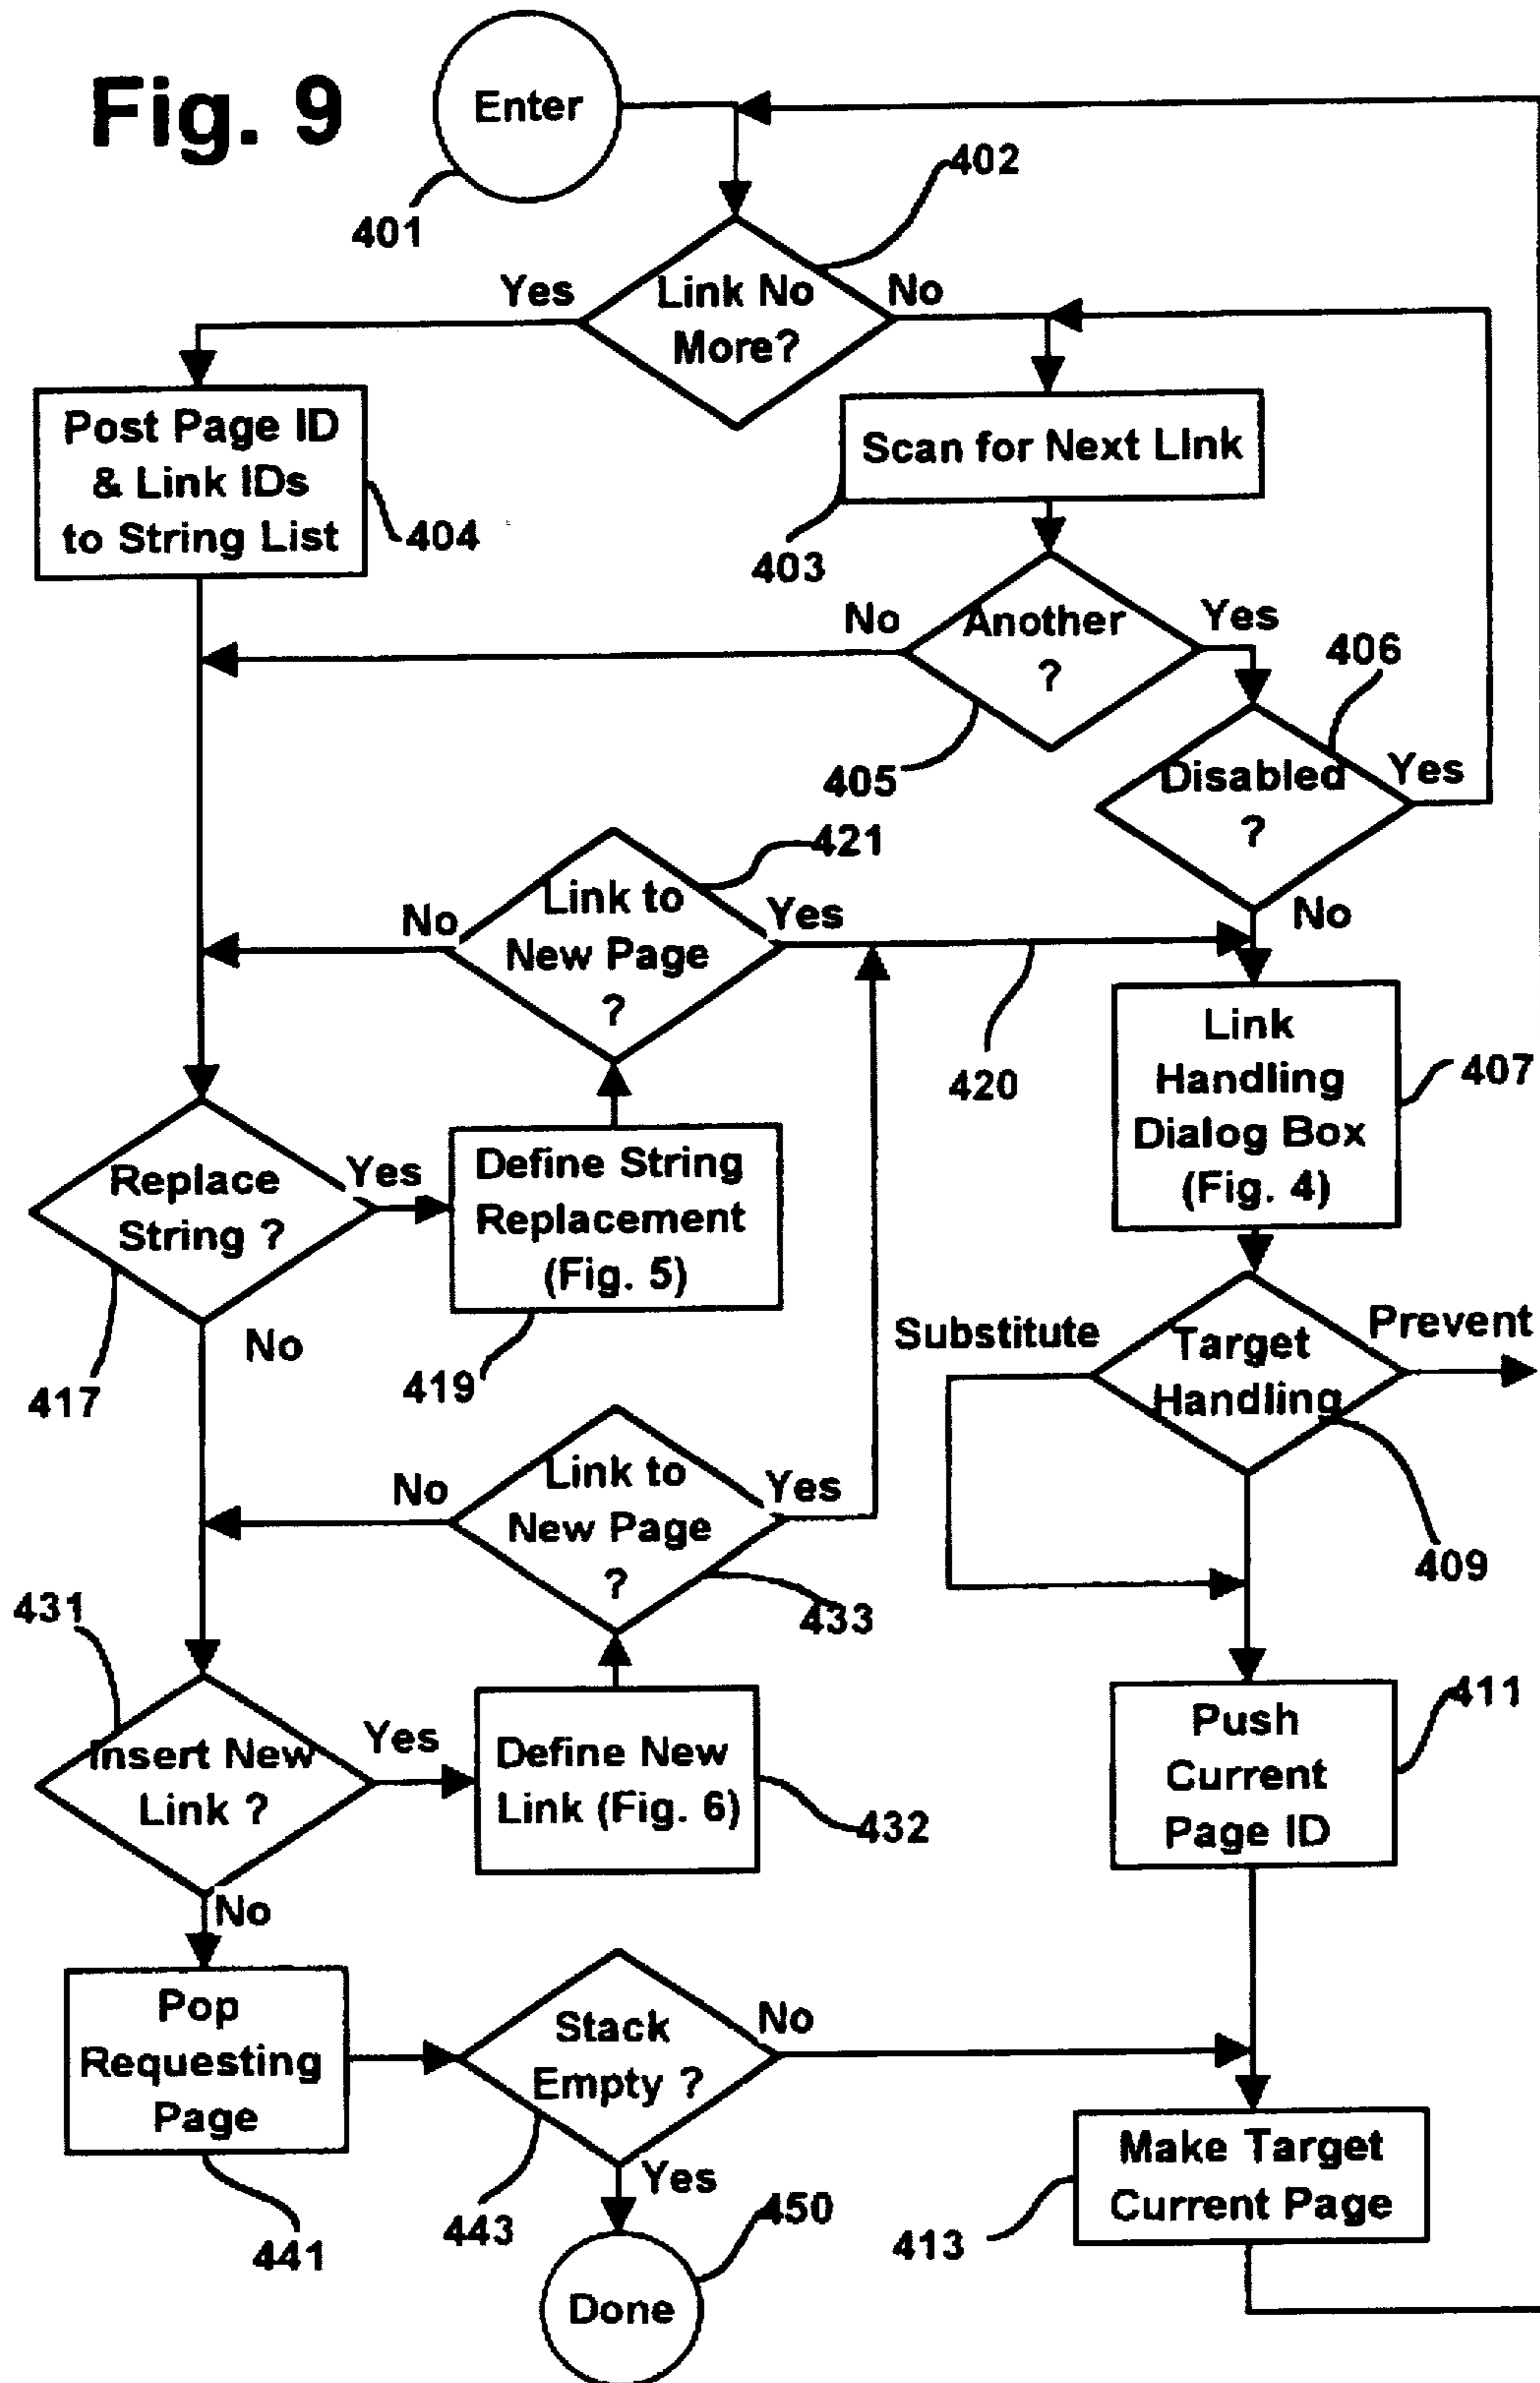 Fig. 9
Enter
401
402
Yes
Link No
More?
No
Post Page ID
& Link IDs
to String List
404
Scan for Next LInk
403
No
Another
?
Yes
405
406
Disabled
?
Yes
No
421
No
Link to
New Page
?
Yes
420
Link
Handling
Dialog Box
(Fig. 4)
407
Replace
String ?
Yes
No
417
Define String
Replacement
(Fig. 5)
419
Substitute
Target
Handling
Prevent
409
No
Link to
New Page
?
Yes
433
431
Insert New
Link ?
Yes
No
Define New
Link (Fig. 6)
432
Push
Current
Page ID
411
Pop
Requesting
Page
441
Stack
Empty ?
No
Yes
443
450
Done
Make Target
Current Page
413